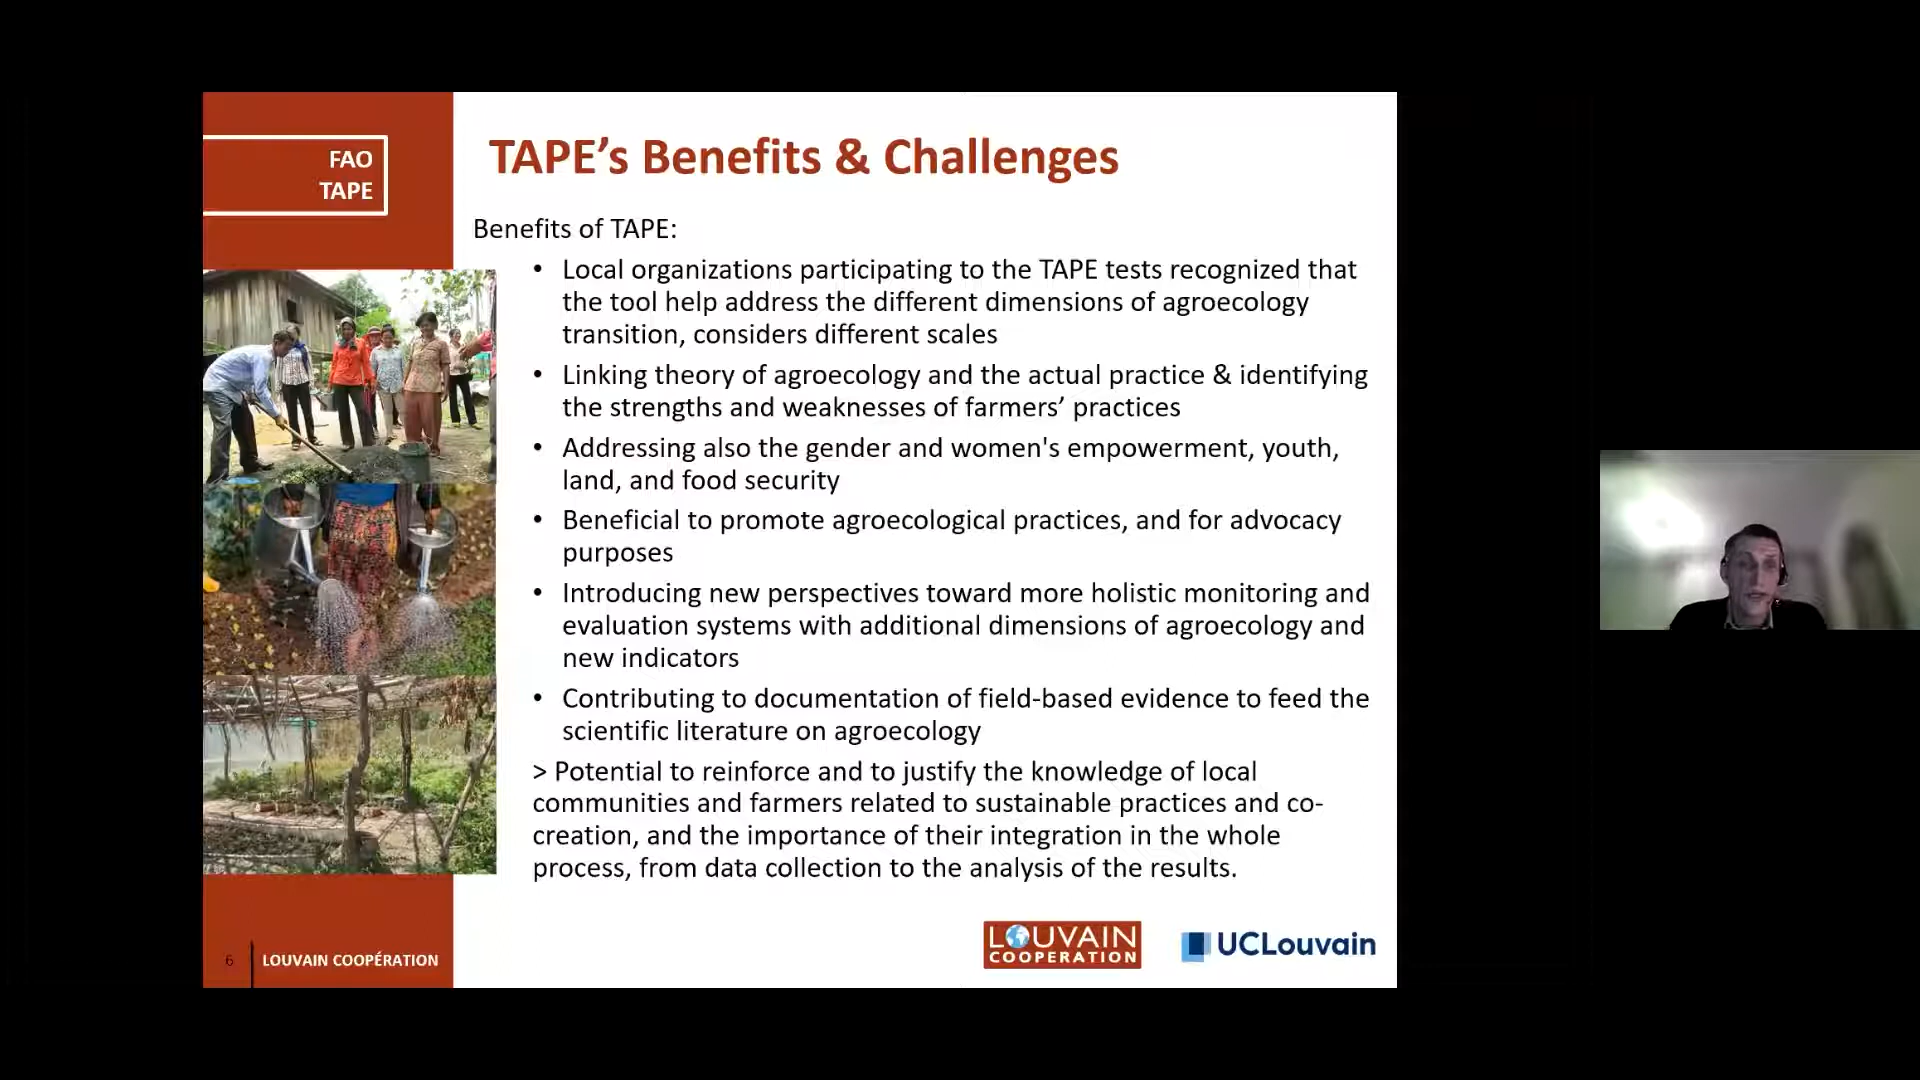 FAO
TAPE
TAPE’s Benefits & Challenges
Benefits of TAPE:
• Local organizations participating to the TAPE tests recognized that
the tool help address the different dimensions of agroecology
transition, considers different scales
• Linking theory of agroecology and the actual practice & identifying
the strengths and weaknesses of farmers’ practices
• Addressing also the gender and women's empowerment, youth,
land, and food security
• Beneficial to promote agroecological practices, and for advocacy
purposes
• Introducing new perspectives toward more holistic monitoring and
evaluation systems with additional dimensions of agroecology and
new indicators
• Contributing to documentation of field-based evidence to feed the
scientific literature on agroecology
> Potential to reinforce and to justify the knowledge of local
communities and farmers related to sustainable practices and co-
creation, and the importance of their integration in the whole
process, from data collection to the analysis of the results.
6
LOUVAIN COOPÉRATION
LOUVAIN
COOPERATION
UCLouvain